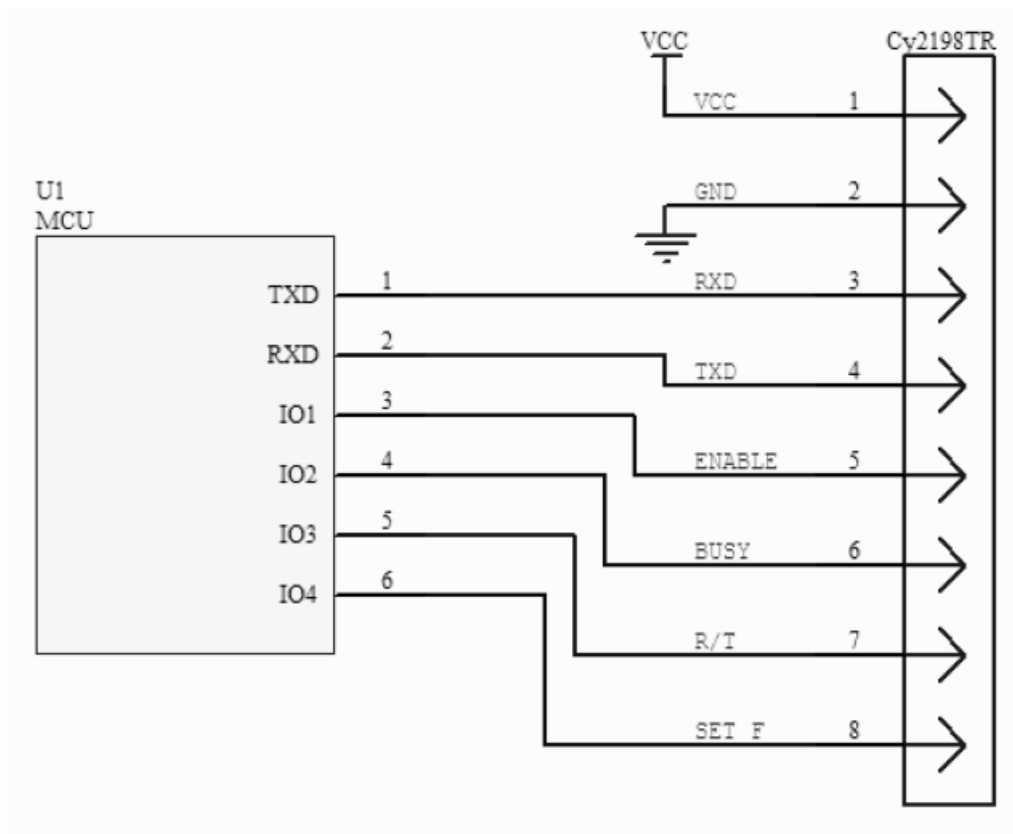 VCC
Cy2198TR
VCC 1
GND 2
U1
MCU
TXD 1 RXD 3
RXD 2 TXD 4
IO1 3 ENABLE 5
IO2 4 BUSY 6
IO3 5 R/T 7
IO4 6 SET F 8